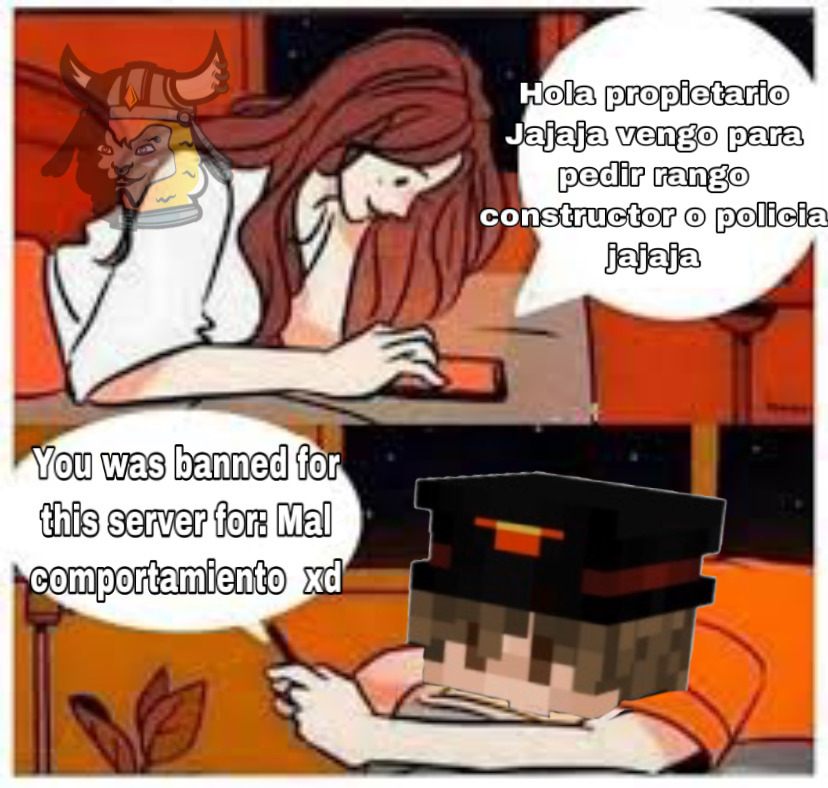 Hola propietario
Jajaja vengo para
pedir rango
constructor o policia
jajaja
You was banned for
this server for: Mal
comportamiento xd